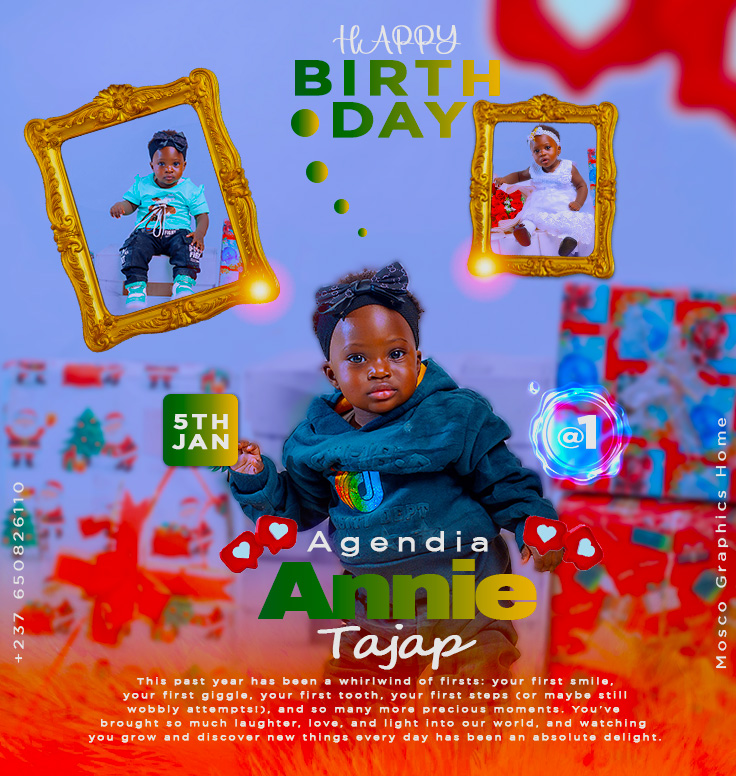 HAPPY
BIRTH
DAY
5TH
JAN
@1
Agendia
Annie
Tajap
This past year has been a whirlwind of firsts: your first smile,
your first giggle, your first tooth, your first steps (or maybe still
wobbly attempts!), and so many more precious moments. You've
brought so much laughter, love, and light into our world, and watching
you grow and discover new things every day has been an absolute delight.
+237 650826110
Mosco Graphics Home